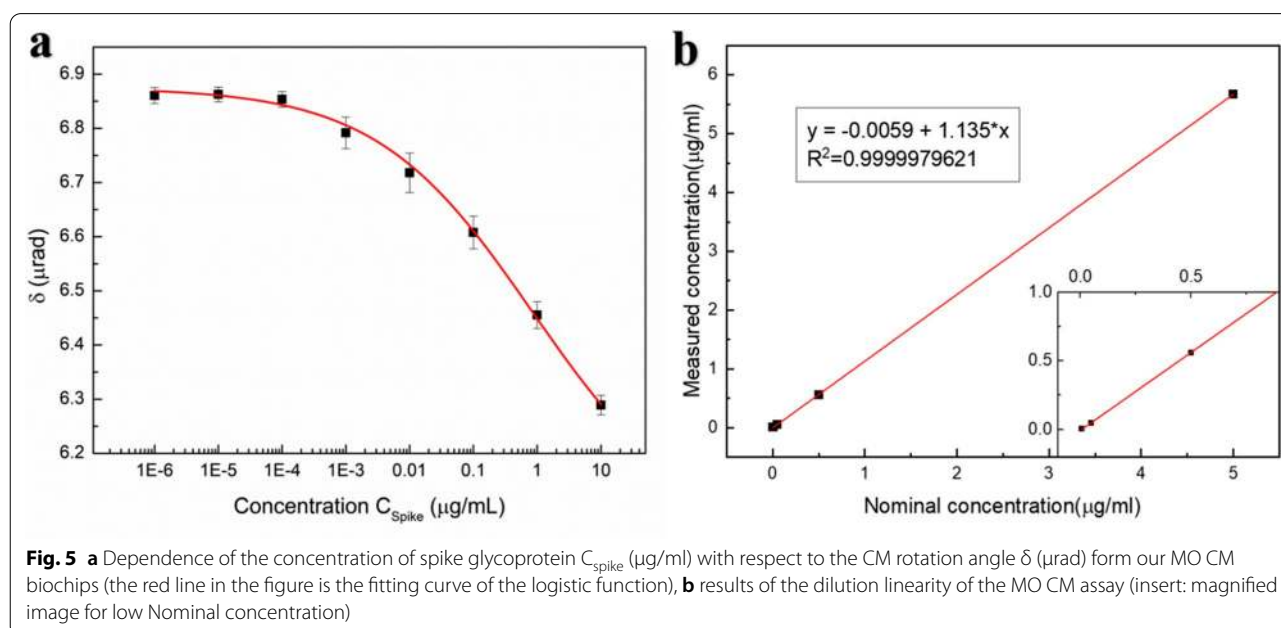 a
6.9
6.8
6.7
6.6
6.5
6.4
6.3
6.2
δ (μrad)
1E-6 1E-5 1E-4 1E-3 0.01 0.1 1 10
Concentration C_Spike (μg/mL)
b
6
5
4
3
2
1
0
Measured concentration(μg/ml)
y = -0.0059 + 1.135*x
R²=0.9999979621
0.0 0.5
1.0
0.5
0.0
0 1 2 3 4 5
Nominal concentration(μg/ml)
Fig. 5 a Dependence of the concentration of spike glycoprotein C_spike (μg/ml) with respect to the CM rotation angle δ (μrad) form our MO CM
biochips (the red line in the figure is the fitting curve of the logistic function), b results of the dilution linearity of the MO CM assay (insert: magnified
image for low Nominal concentration)